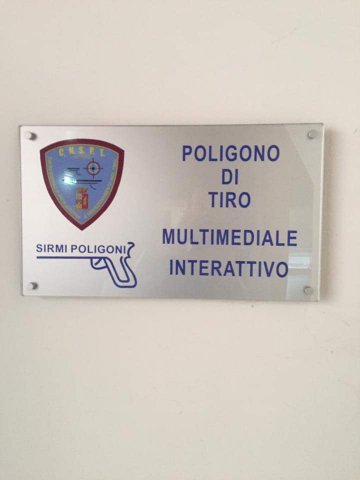 C.N.S.P.T.
POLIGONO
DI
TIRO
SIRMI POLIGONI
MULTIMEDIALE
INTERATTIVO